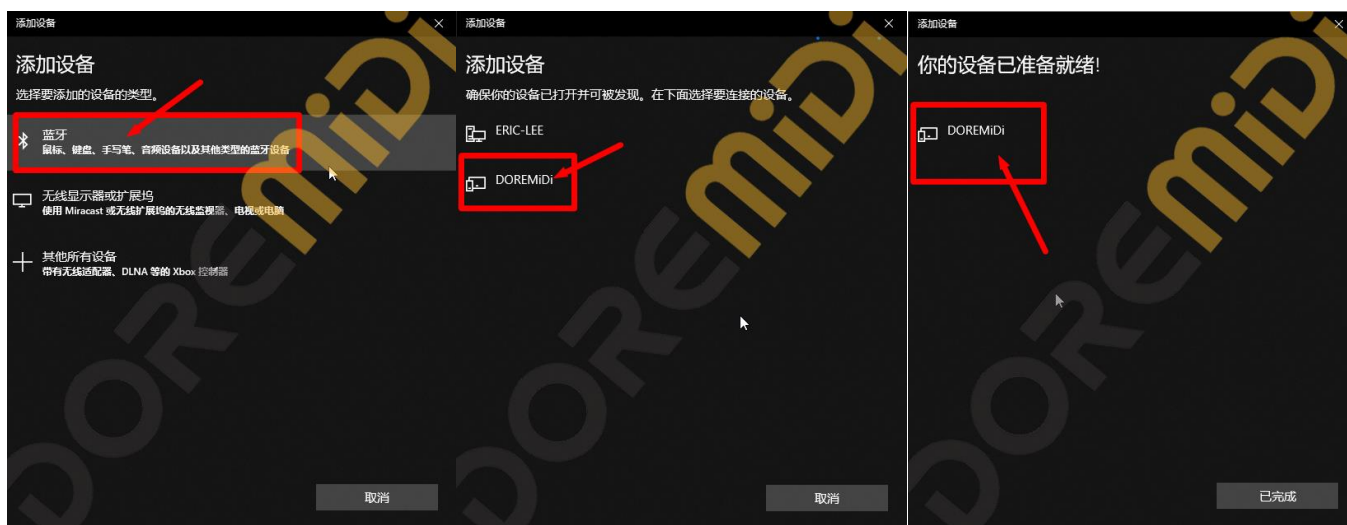 添加设备
添加设备
选择要添加的设备的类型。
蓝牙
鼠标、键盘、手写笔、音频设备以及其他类型的蓝牙设备
无线显示器或扩展坞
使用 Miracast 或无线扩展坞的无线监视器、电视或电脑
其他所有设备
带有无线适配器、DLNA 等的 Xbox 控制器
取消
DOREMiDi
添加设备
添加设备
确保你的设备已打开并可被发现。在下面选择要连接的设备。
ERIC-LEE
DOREMiDi
取消
DOREMiDi
添加设备
你的设备已准备就绪!
DOREMiDi
已完成
DOREMiDi